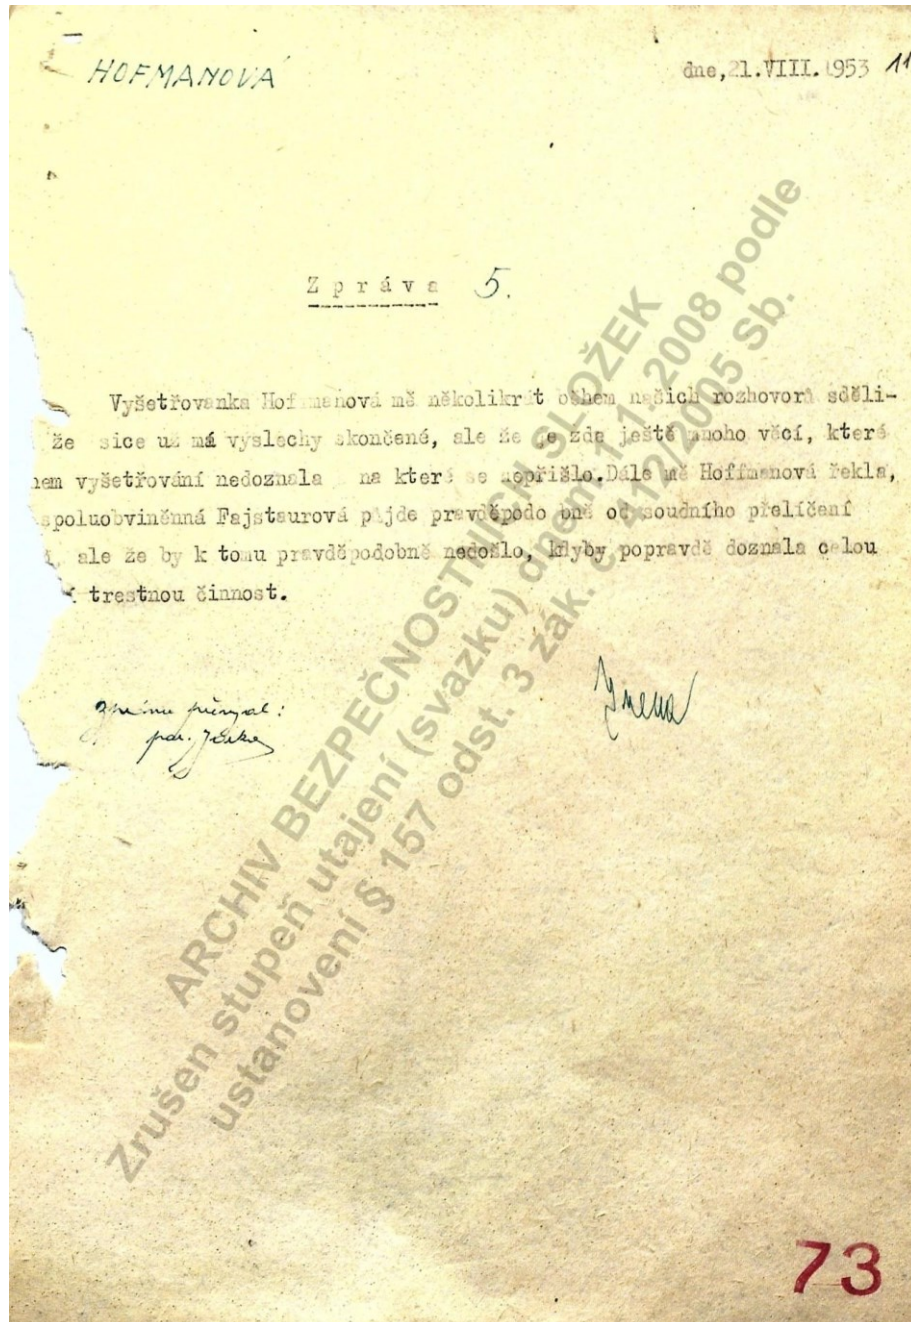 HOFMANOVÁ
dne,21.VIII.1953 11
Zpráva 5.
Vyšetřovanka Hoffmanová mě několikrát během našich rozhovorů sděli-
že sice už má výslechy skončené, ale že je zde ještě mnoho věcí, které
hem vyšetřování nedoznala na které se nepřišlo.Dále mě Hoffmanová řekla,
spoluobviněnná Fajstaurová půjde pravděpodobně od soudního přelíčení
ale že by k tomu pravděpodobně nedošlo, kdyby popravdě doznala celou
trestnou činnost.
zprávu přijal:
por.
ARCHIV BEZPEČNOSTNÍCH SLOŽEK
Zrušen stupeň utajení (svazku) dnem 1.1.2008 podle
ustanovení § 157 odst. 3 zák. č. 412/2005 Sb.
73